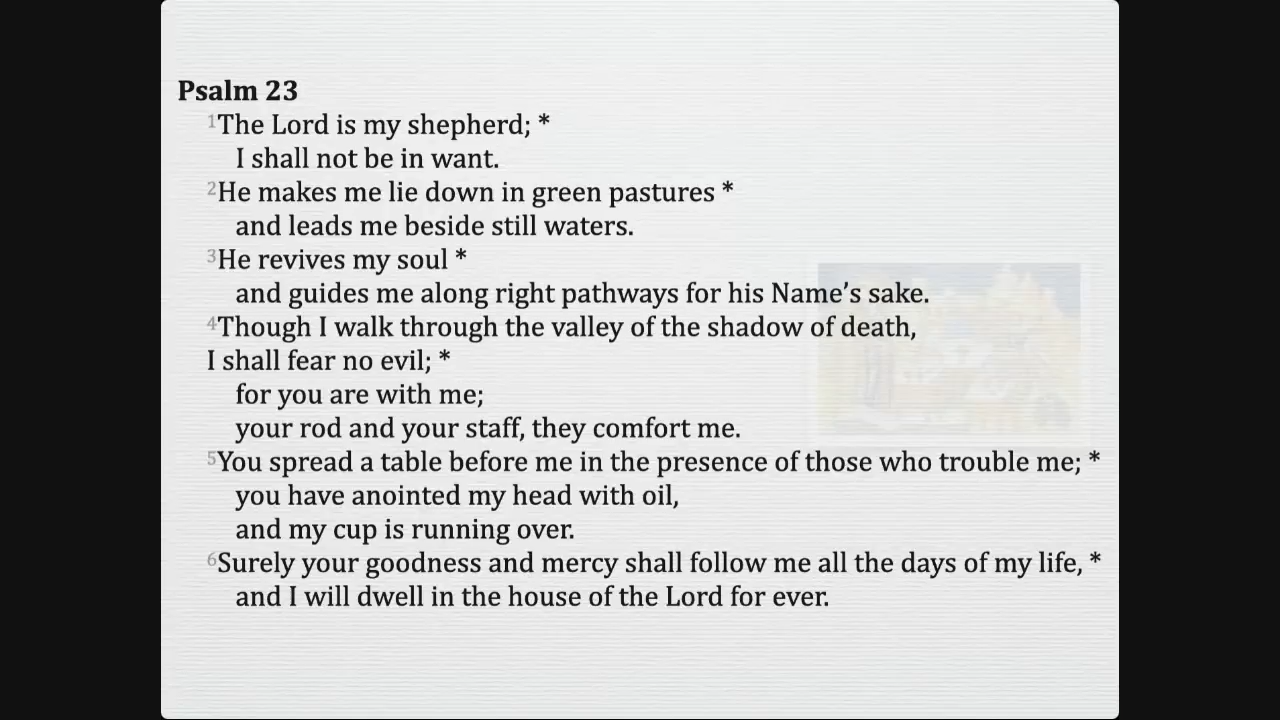 Psalm 23
1The Lord is my shepherd; *
I shall not be in want.
2He makes me lie down in green pastures *
and leads me beside still waters.
3He revives my soul *
and guides me along right pathways for his Name’s sake.
4Though I walk through the valley of the shadow of death,
I shall fear no evil; *
for you are with me;
your rod and your staff, they comfort me.
5You spread a table before me in the presence of those who trouble me; *
you have anointed my head with oil,
and my cup is running over.
6Surely your goodness and mercy shall follow me all the days of my life, *
and I will dwell in the house of the Lord for ever.